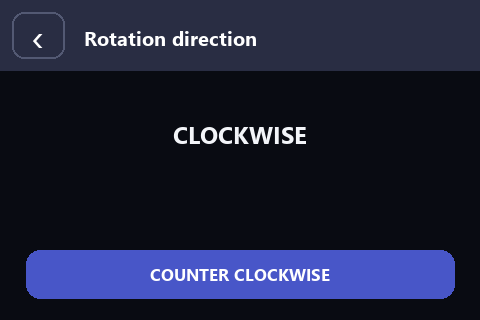 Rotation direction
CLOCKWISE
COUNTER CLOCKWISE